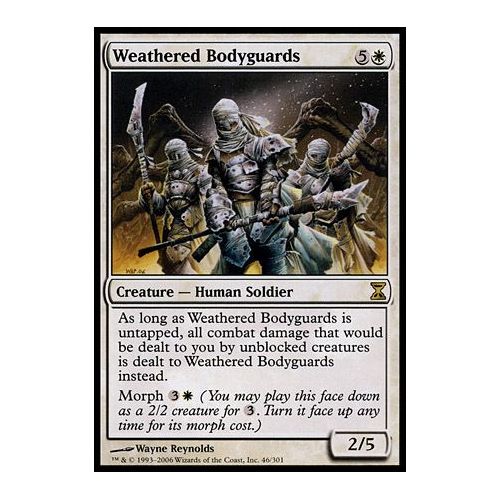 Weathered Bodyguards 5
WRP.06
Creature — Human Soldier
As long as Weathered Bodyguards is
untapped, all combat damage that would
be dealt to you by unblocked creatures
is dealt to Weathered Bodyguards
instead.
Morph 3 (You may play this face down
as a 2/2 creature for 3. Turn it face up any
time for its morph cost.)
Wayne Reynolds
™ & © 1993–2006 Wizards of the Coast, Inc. 46/301
2/5